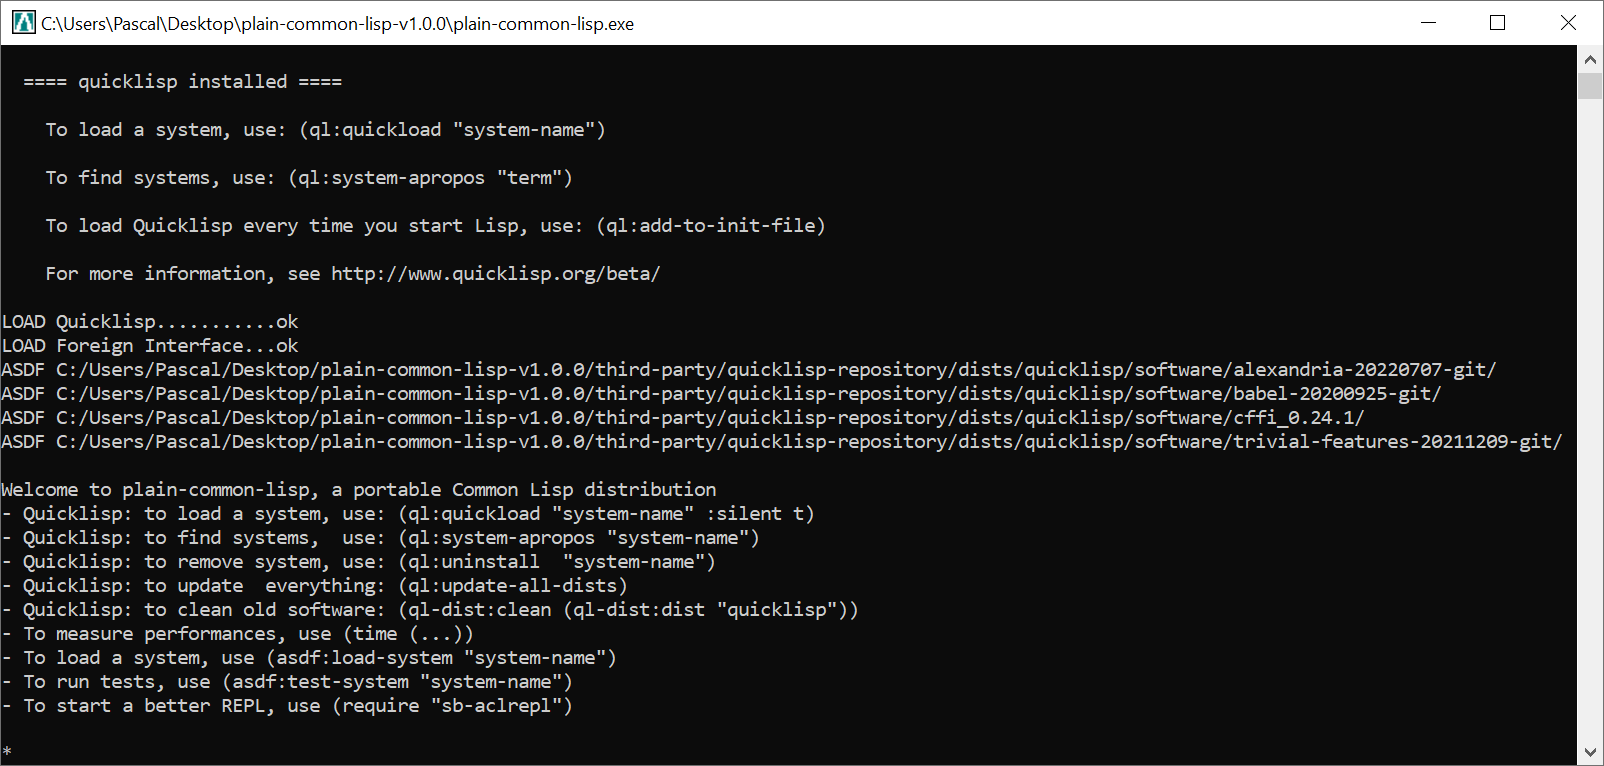 C:\Users\Pascal\Desktop\plain-common-lisp-v1.0.0\plain-common-lisp.exe
==== quicklisp installed ====
To load a system, use: (ql:quickload "system-name")
To find systems, use: (ql:system-apropos "term")
To load Quicklisp every time you start Lisp, use: (ql:add-to-init-file)
For more information, see http://www.quicklisp.org/beta/
LOAD Quicklisp...........ok
LOAD Foreign Interface...ok
ASDF C:/Users/Pascal/Desktop/plain-common-lisp-v1.0.0/third-party/quicklisp-repository/dists/quicklisp/software/alexandria-20220707-git/
ASDF C:/Users/Pascal/Desktop/plain-common-lisp-v1.0.0/third-party/quicklisp-repository/dists/quicklisp/software/babel-20200925-git/
ASDF C:/Users/Pascal/Desktop/plain-common-lisp-v1.0.0/third-party/quicklisp-repository/dists/quicklisp/software/cffi_0.24.1/
ASDF C:/Users/Pascal/Desktop/plain-common-lisp-v1.0.0/third-party/quicklisp-repository/dists/quicklisp/software/trivial-features-20211209-git/
Welcome to plain-common-lisp, a portable Common Lisp distribution
- Quicklisp: to load a system, use: (ql:quickload "system-name" :silent t)
- Quicklisp: to find systems,  use: (ql:system-apropos "system-name")
- Quicklisp: to remove system, use: (ql:uninstall  "system-name")
- Quicklisp: to update  everything: (ql:update-all-dists)
- Quicklisp: to clean old software: (ql-dist:clean (ql-dist:dist "quicklisp"))
- To measure performances, use (time (...))
- To load a system, use (asdf:load-system "system-name")
- To run tests, use (asdf:test-system "system-name")
- To start a better REPL, use (require "sb-aclrepl")
*